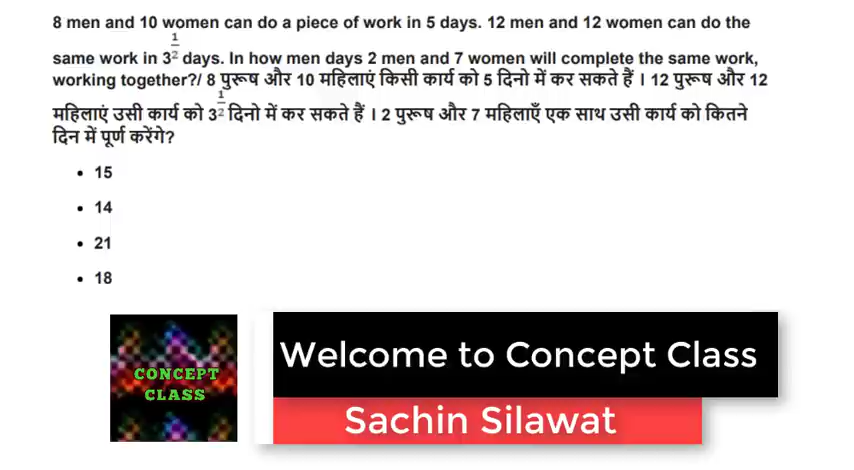 8 men and 10 women can do a piece of work in 5 days. 12 men and 12 women can do the
same work in 3 1/2 days. In how men days 2 men and 7 women will complete the same work,
working together?/ 8 पुरूष और 10 महिलाएं किसी कार्य को 5 दिनो में कर सकते हैं । 12 पुरूष और 12
महिलाएं उसी कार्य को 3 1/2 दिनो में कर सकते हैं । 2 पुरूष और 7 महिलाएँ एक साथ उसी कार्य को कितने
दिन में पूर्ण करेंगे?
• 15
• 14
• 21
• 18
CONCEPT
CLASS
Welcome to Concept Class
Sachin Silawat